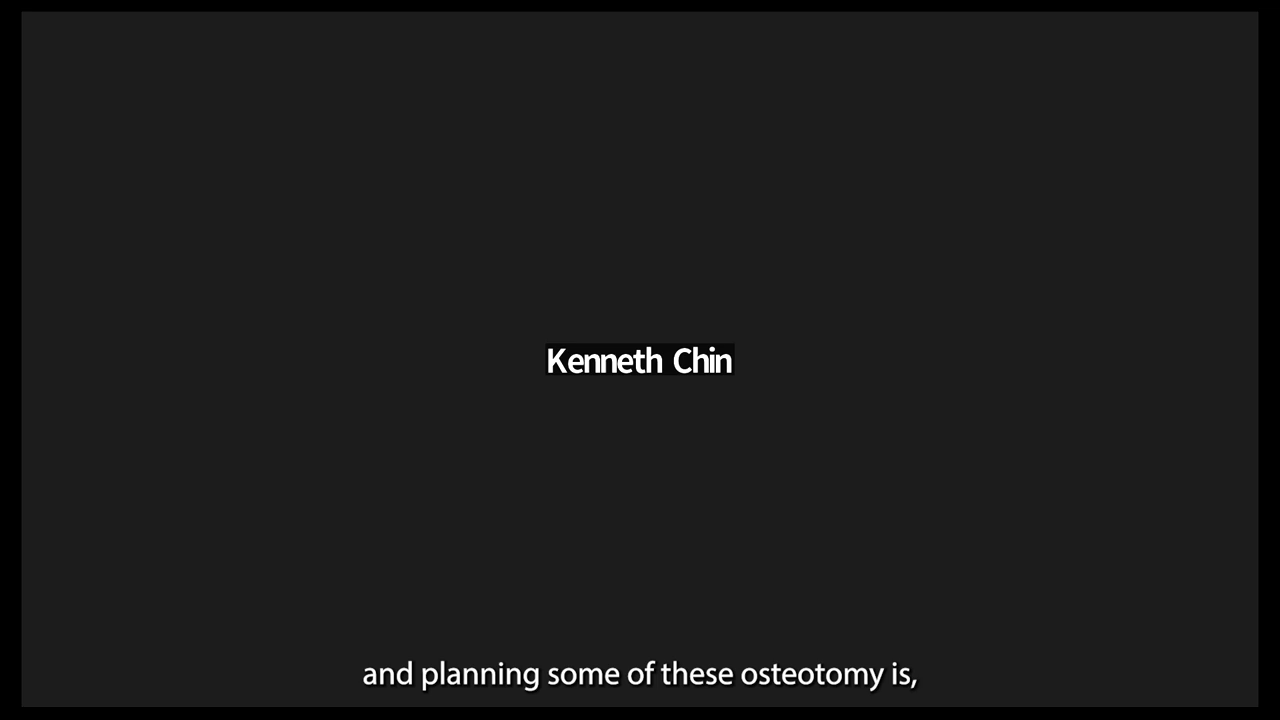 Kenneth Chin
and planning some of these osteotomy is,